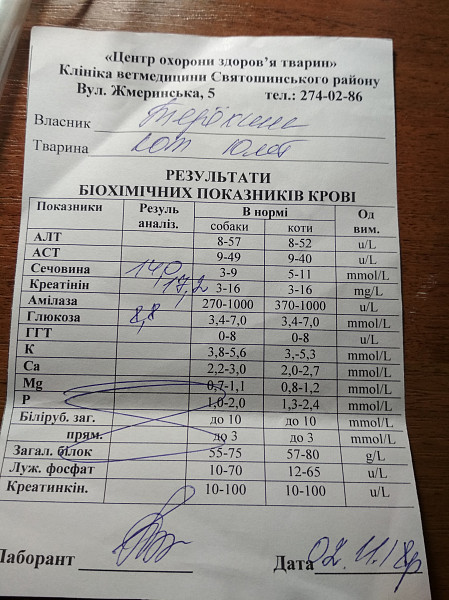 «Центр охорони здоров’я тварин»
Клініка ветмедицини Святошинського району
Вул. Жмеринська, 5 тел.: 274-02-86
Власник
Тварина кот
РЕЗУЛЬТАТИ
БІОХІМІЧНИХ ПОКАЗНИКІВ КРОВІ
Показники Резуль аналіз. В нормі Од вим.
собаки коти
АЛТ 8-57 8-52 u/L
АСТ 9-49 9-40 u/L
Сечовина 14,0 3-9 5-11 mmol/L
Креатінін 17,2 3-16 3-16 mg/L
Амілаза 270-1000 370-1000 u/L
Глюкоза 8,8 3,4-7,0 3,4-7,0 mmol/L
ГГТ 0-8 0-8 u/L
K 3,8-5,6 3,-5,3 mmol/L
Ca 2,2-3,0 2,0-2,7 mmol/L
Mg 0,7-1,1 0,8-1,2 mmol/L
P 1,0-2,0 1,3-2,4 mmol/L
Біліруб. заг. до 10 до 10 mmol/L
прям. до 3 до 3 mmol/L
Загал. білок 55-75 57-80 g/L
Луж. фосфат 10-70 12-65 u/L
Креатинкін. 10-100 10-100 u/L
Лаборант Дата 02.11.18р